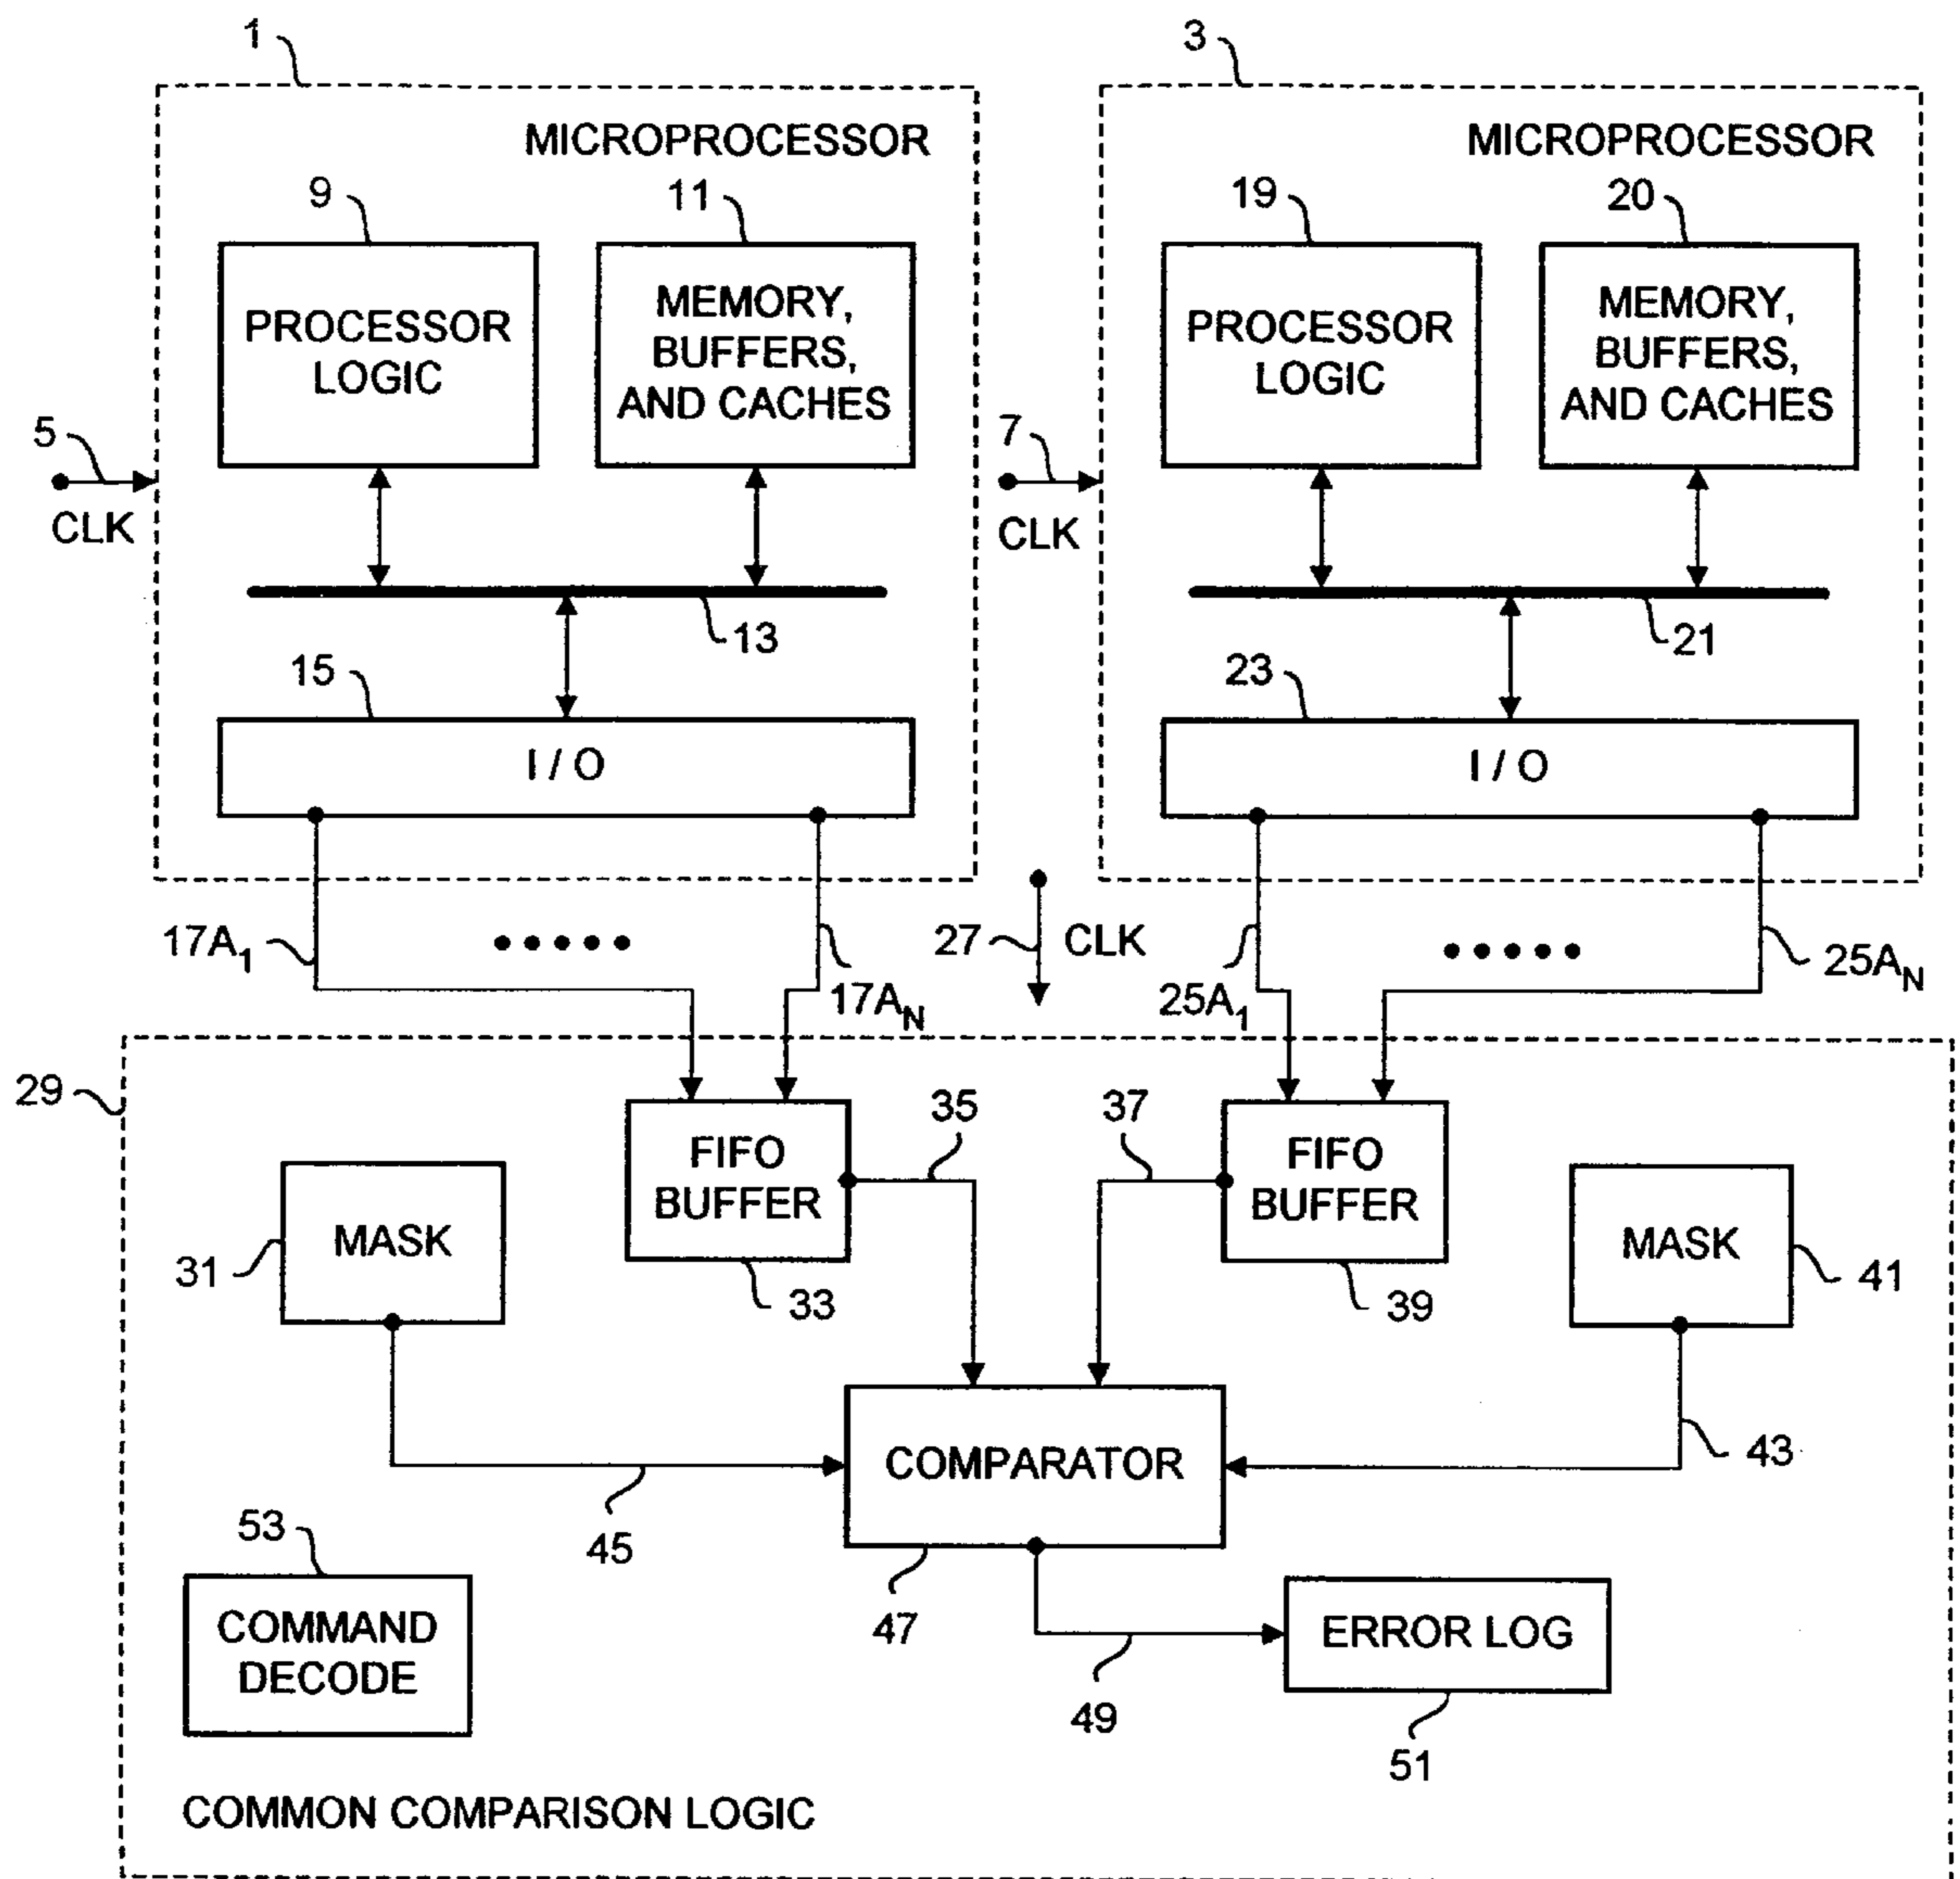 1
3
MICROPROCESSOR
MICROPROCESSOR
9
11
19
20
PROCESSOR
LOGIC
MEMORY,
BUFFERS,
AND CACHES
PROCESSOR
LOGIC
MEMORY,
BUFFERS,
AND CACHES
5
CLK
7
CLK
13
21
15
23
I / O
I / O
17A1
17AN
27
CLK
25A1
25AN
29
35
37
FIFO
BUFFER
FIFO
BUFFER
MASK
MASK
31
33
39
41
COMPARATOR
43
45
53
47
COMMAND
DECODE
ERROR LOG
49
51
COMMON COMPARISON LOGIC